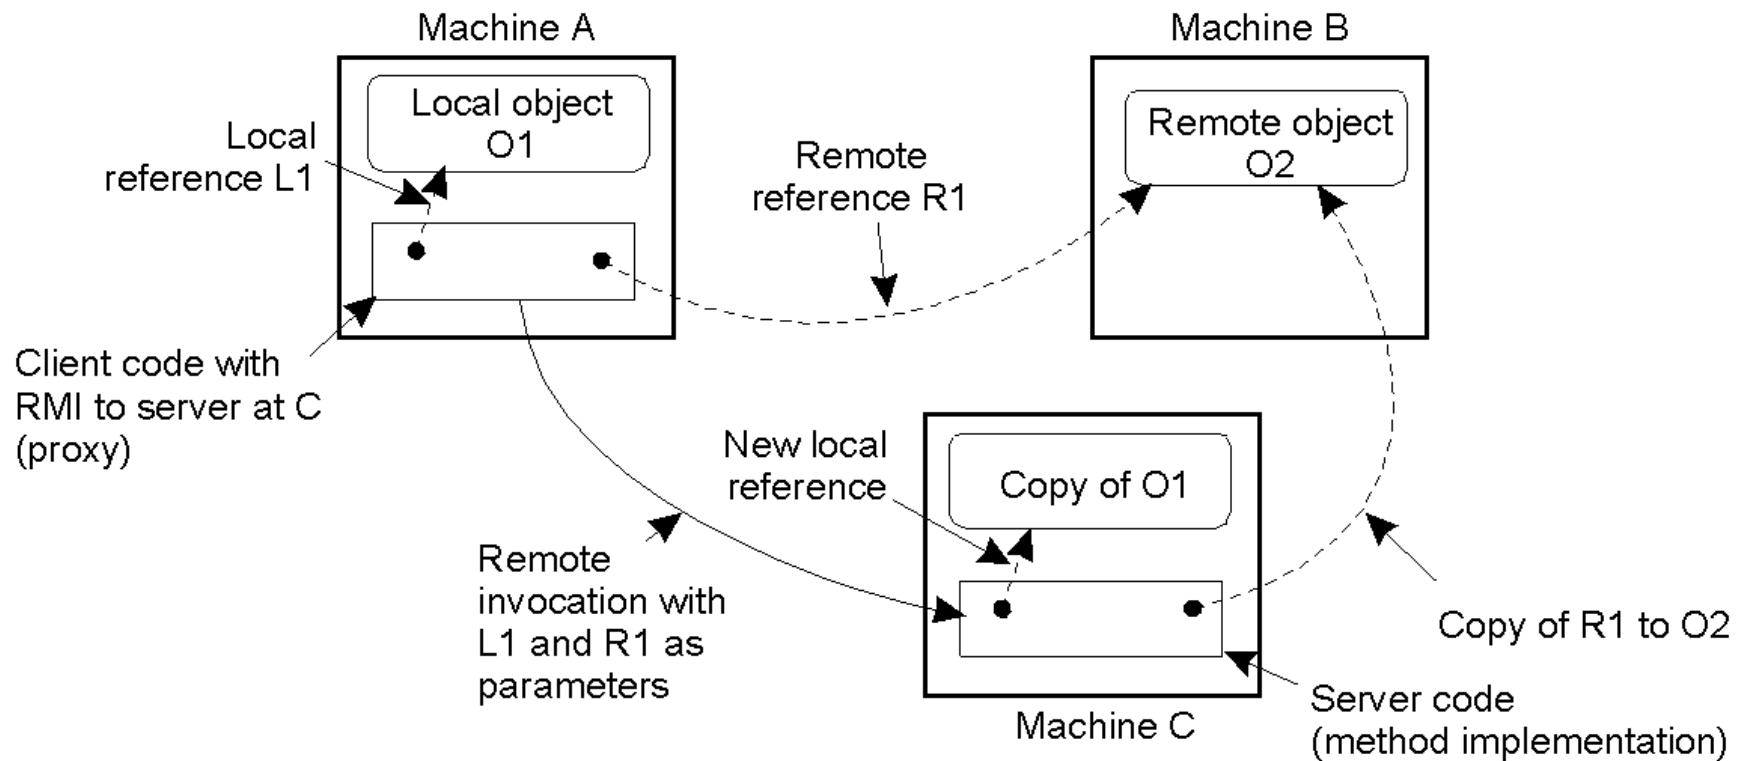 Machine A
Machine B
Local object
O1
Remote object
O2
Local
reference L1
Remote
reference R1
Client code with
RMI to server at C
(proxy)
New local
reference
Copy of O1
Remote
invocation with
L1 and R1 as
parameters
Copy of R1 to O2
Server code
(method implementation)
Machine C